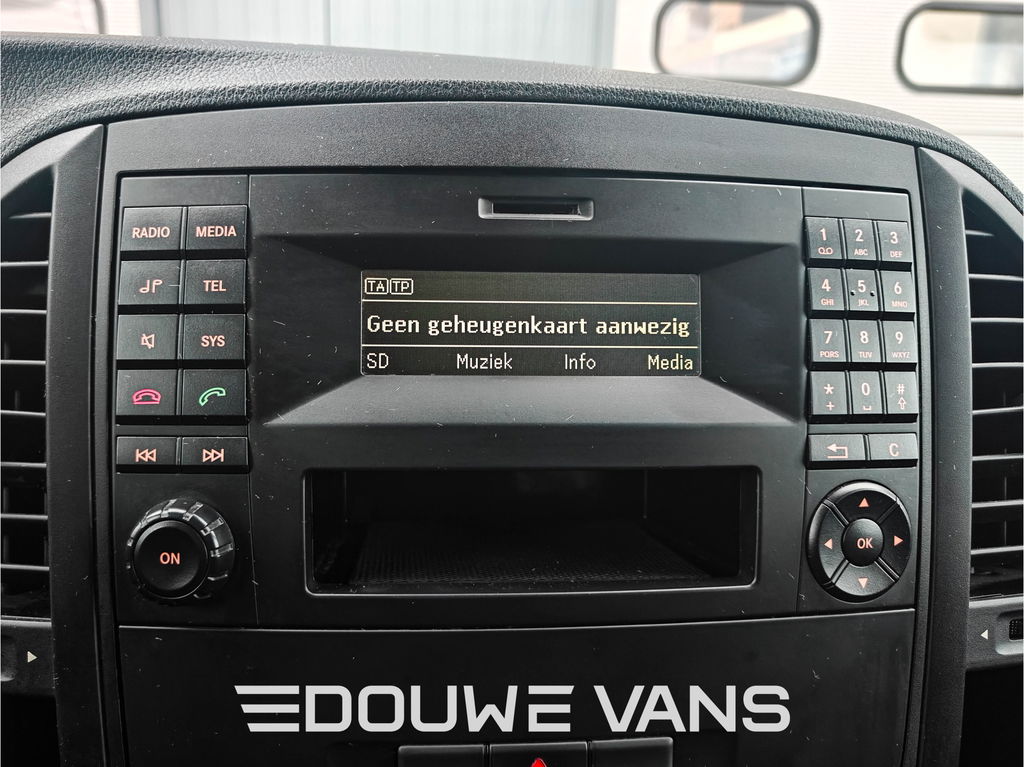 RADIO MEDIA
TEL
SYS
ON
TA TP
Geen geheugenkaart aanwezig
SD Muziek Info Media
1 2 ABC 3 DEF
4 GHI 5 JKL 6 MNO
7 PQRS 8 TUV 9 WXYZ
* + 0 #
C
OK
DOUWE VANS